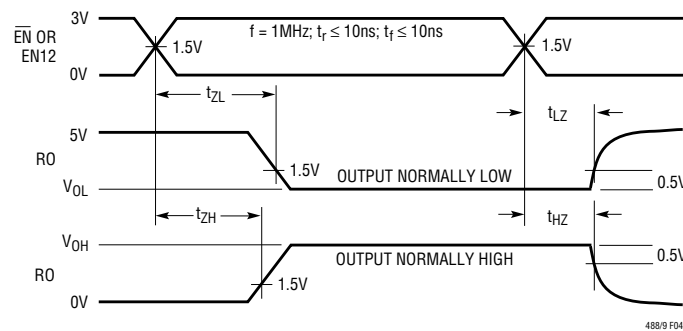 3V
EN OR
EN12
0V
1.5V
f = 1MHz; tr ≤ 10ns; tf ≤ 10ns
1.5V
tZL
tLZ
5V
RO
VOL
1.5V
OUTPUT NORMALLY LOW
0.5V
tZH
tHZ
VOH
RO
0V
1.5V
OUTPUT NORMALLY HIGH
0.5V
488/9 F04